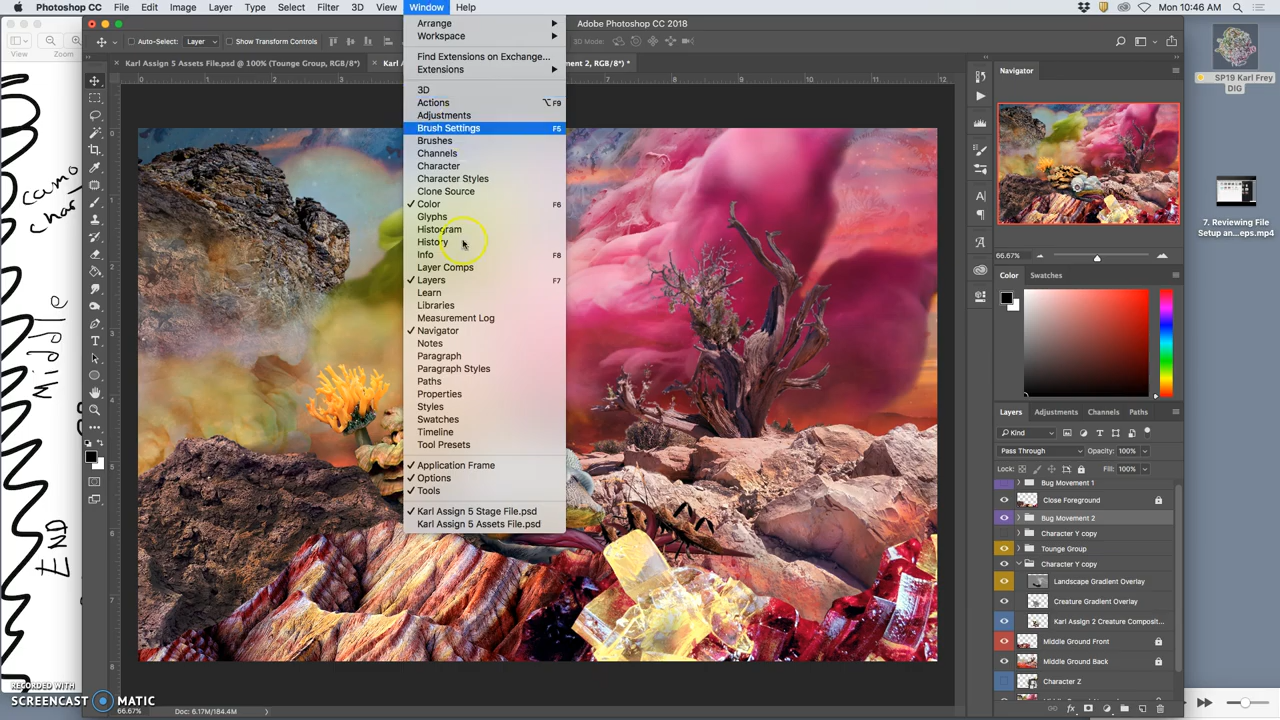 Photoshop CC File Edit Image Layer Type Select Filter 3D View Window Help
Mon 10:46 AM
Adobe Photoshop CC 2018
View Zoom
Auto-Select: Layer Show Transform Controls 3D Mode:
Karl Assign 5 Assets File.psd @ 100% (Tounge Group, RGB/8*)
Karl As
ment 2, RGB/8*) *
Arrange
Workspace
Find Extensions on Exchange...
Extensions
3D
Actions ⌥F9
Adjustments
Brush Settings F5
Brushes
Channels
Character
Character Styles
Clone Source
✓ Color F6
Glyphs
Histogram
History
Info F8
Layer Comps
✓ Layers F7
Learn
Libraries
Measurement Log
✓ Navigator
Notes
Paragraph
Paragraph Styles
Paths
Properties
Styles
Swatches
Timeline
Tool Presets
✓ Application Frame
✓ Options
✓ Tools
✓ Karl Assign 5 Stage File.psd
Karl Assign 5 Assets File.psd
camo
Middle
END
Navigator
66.67%
Color Swatches
Layers Adjustments Channels Paths
Kind
Pass Through Opacity: 100%
Lock: Fill: 100%
Bug Movement 1
Close Foreground
Bug Movement 2
Character Y copy
Tounge Group
Character Y copy
Landscape Gradient Overlay
Creature Gradient Overlay
Karl Assign 2 Creature Composit...
Middle Ground Front
Middle Ground Back
Character Z
SP19 Karl Frey
DIG
7. Reviewing File
Setup an...eps.mp4
66.67% Doc: 6.17M/184.4M
RECORDED WITH
SCREENCAST MATIC